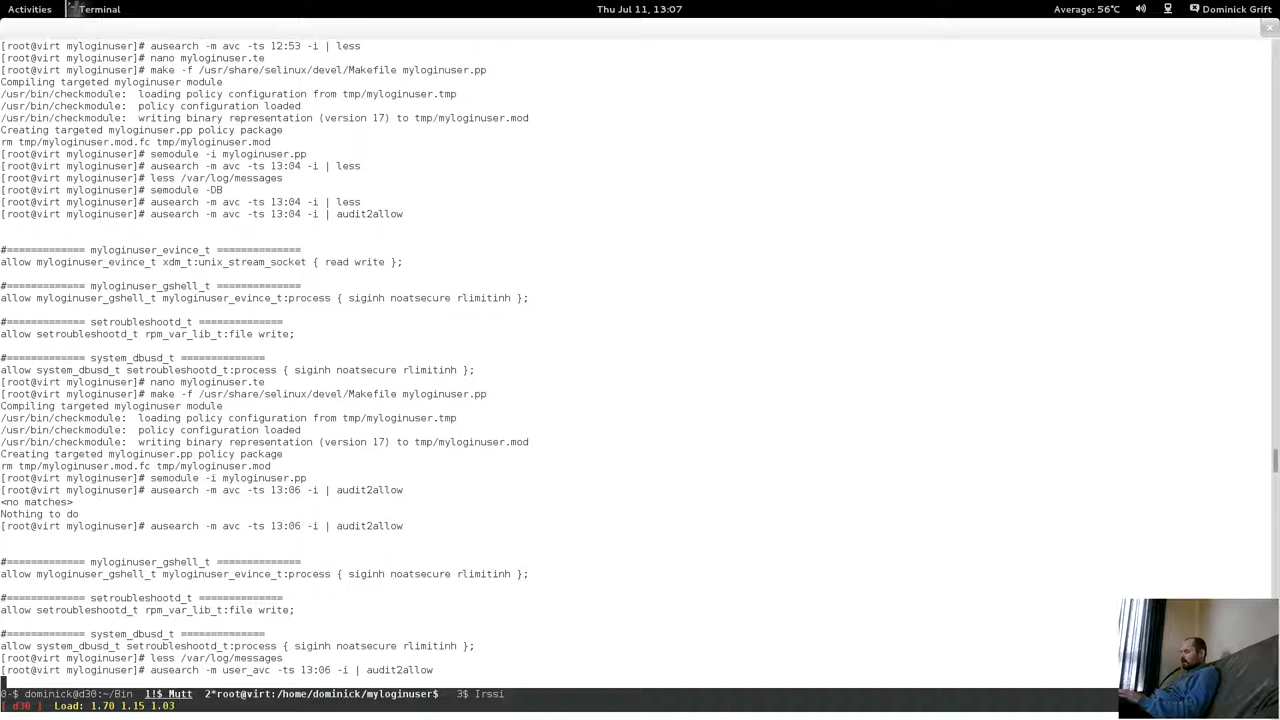 Activities
Terminal
Thu Jul 11, 13:07
Average: 56°C
Dominick Grift
[root@virt myloginuser]# ausearch -m avc -ts 12:53 -i | less
[root@virt myloginuser]# nano myloginuser.te
[root@virt myloginuser]# make -f /usr/share/selinux/devel/Makefile myloginuser.pp
Compiling targeted myloginuser module
/usr/bin/checkmodule:  loading policy configuration from tmp/myloginuser.tmp
/usr/bin/checkmodule:  policy configuration loaded
/usr/bin/checkmodule:  writing binary representation (version 17) to tmp/myloginuser.mod
Creating targeted myloginuser.pp policy package
rm tmp/myloginuser.mod.fc tmp/myloginuser.mod
[root@virt myloginuser]# semodule -i myloginuser.pp
[root@virt myloginuser]# ausearch -m avc -ts 13:04 -i | less
[root@virt myloginuser]# less /var/log/messages
[root@virt myloginuser]# semodule -DB
[root@virt myloginuser]# ausearch -m avc -ts 13:04 -i | less
[root@virt myloginuser]# ausearch -m avc -ts 13:04 -i | audit2allow
#============= myloginuser_evince_t ==============
allow myloginuser_evince_t xdm_t:unix_stream_socket { read write };
#============= myloginuser_gshell_t ==============
allow myloginuser_gshell_t myloginuser_evince_t:process { siginh noatsecure rlimitinh };
#============= setroubleshootd_t ==============
allow setroubleshootd_t rpm_var_lib_t:file write;
#============= system_dbusd_t ==============
allow system_dbusd_t setroubleshootd_t:process { siginh noatsecure rlimitinh };
[root@virt myloginuser]# nano myloginuser.te
[root@virt myloginuser]# make -f /usr/share/selinux/devel/Makefile myloginuser.pp
Compiling targeted myloginuser module
/usr/bin/checkmodule:  loading policy configuration from tmp/myloginuser.tmp
/usr/bin/checkmodule:  policy configuration loaded
/usr/bin/checkmodule:  writing binary representation (version 17) to tmp/myloginuser.mod
Creating targeted myloginuser.pp policy package
rm tmp/myloginuser.mod.fc tmp/myloginuser.mod
[root@virt myloginuser]# semodule -i myloginuser.pp
[root@virt myloginuser]# ausearch -m avc -ts 13:06 -i | audit2allow
<no matches>
Nothing to do
[root@virt myloginuser]# ausearch -m avc -ts 13:06 -i | audit2allow
#============= myloginuser_gshell_t ==============
allow myloginuser_gshell_t myloginuser_evince_t:process { siginh noatsecure rlimitinh };
#============= setroubleshootd_t ==============
allow setroubleshootd_t rpm_var_lib_t:file write;
#============= system_dbusd_t ==============
allow system_dbusd_t setroubleshootd_t:process { siginh noatsecure rlimitinh };
[root@virt myloginuser]# less /var/log/messages
[root@virt myloginuser]# ausearch -m user_avc -ts 13:06 -i | audit2allow
0-$ dominick@d30:~/Bin  1!$ Mutt  2*root@virt:/home/dominick/myloginuser$  3$ Irssi
[ d30 ]  Load: 1.70 1.15 1.03